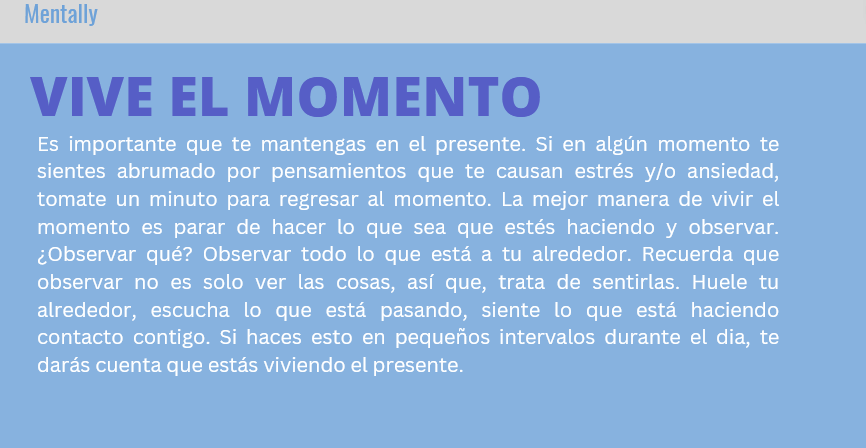 Mentally
VIVE EL MOMENTO
Es importante que te mantengas en el presente. Si en algún momento te
sientes abrumado por pensamientos que te causan estrés y/o ansiedad,
tomate un minuto para regresar al momento. La mejor manera de vivir el
momento es parar de hacer lo que sea que estés haciendo y observar.
¿Observar qué? Observar todo lo que está a tu alrededor. Recuerda que
observar no es solo ver las cosas, así que, trata de sentirlas. Huele tu
alrededor, escucha lo que está pasando, siente lo que está haciendo
contacto contigo. Si haces esto en pequeños intervalos durante el dia, te
darás cuenta que estás viviendo el presente.